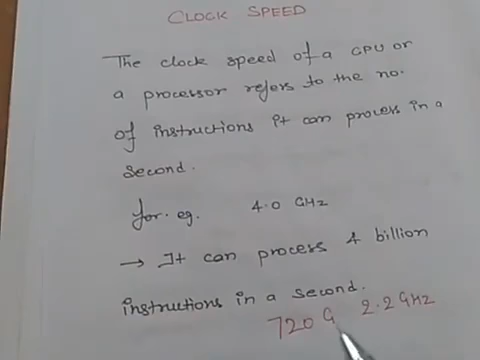 CLOCK SPEED
The clock speed of a CPU or
a processor refers to the no.
of instructions it can process in a
second.
for. eg. 4.0 GHz
→ It can process 4 billion
instructions in a second.
720 G 2.2 GHz